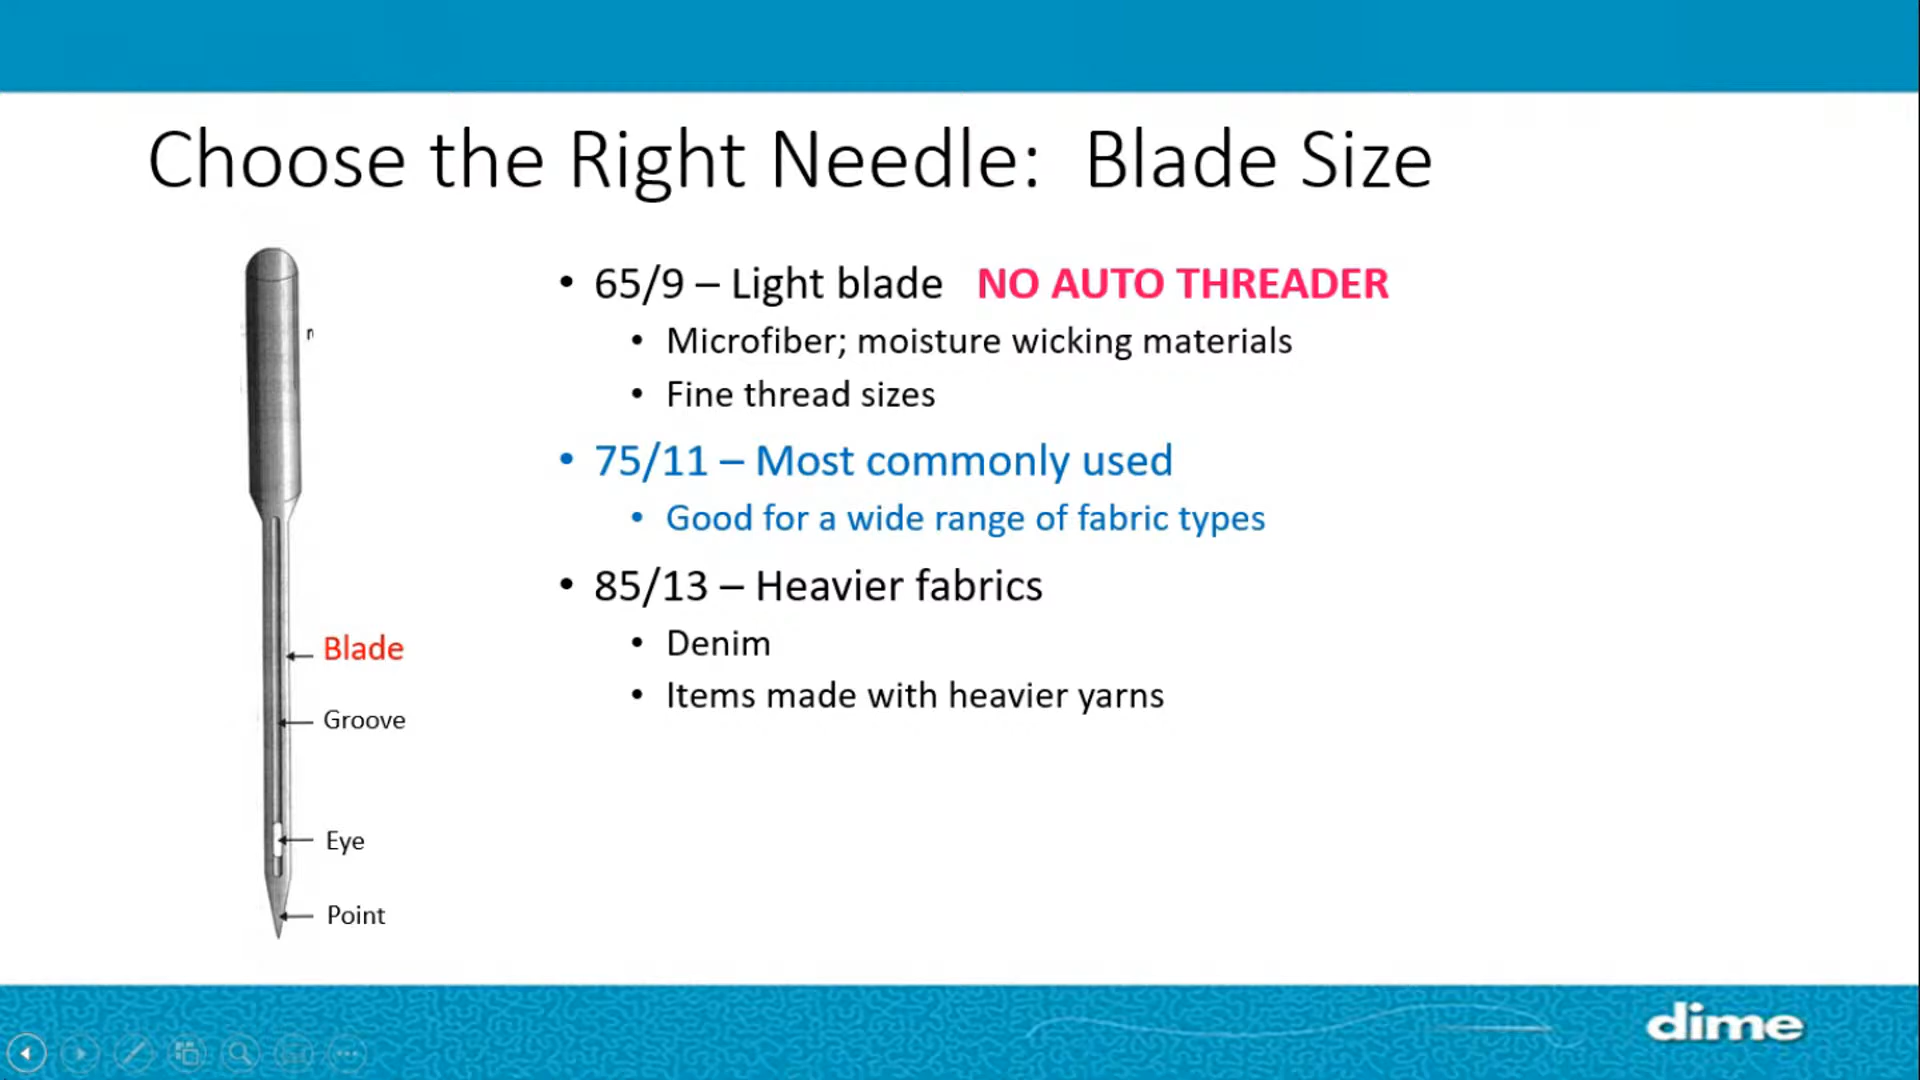 Choose the Right Needle: Blade Size
• 65/9 – Light blade NO AUTO THREADER
• Microfiber; moisture wicking materials
• Fine thread sizes
• 75/11 – Most commonly used
• Good for a wide range of fabric types
• 85/13 – Heavier fabrics
• Denim
• Items made with heavier yarns
Blade
Groove
Eye
Point
dime